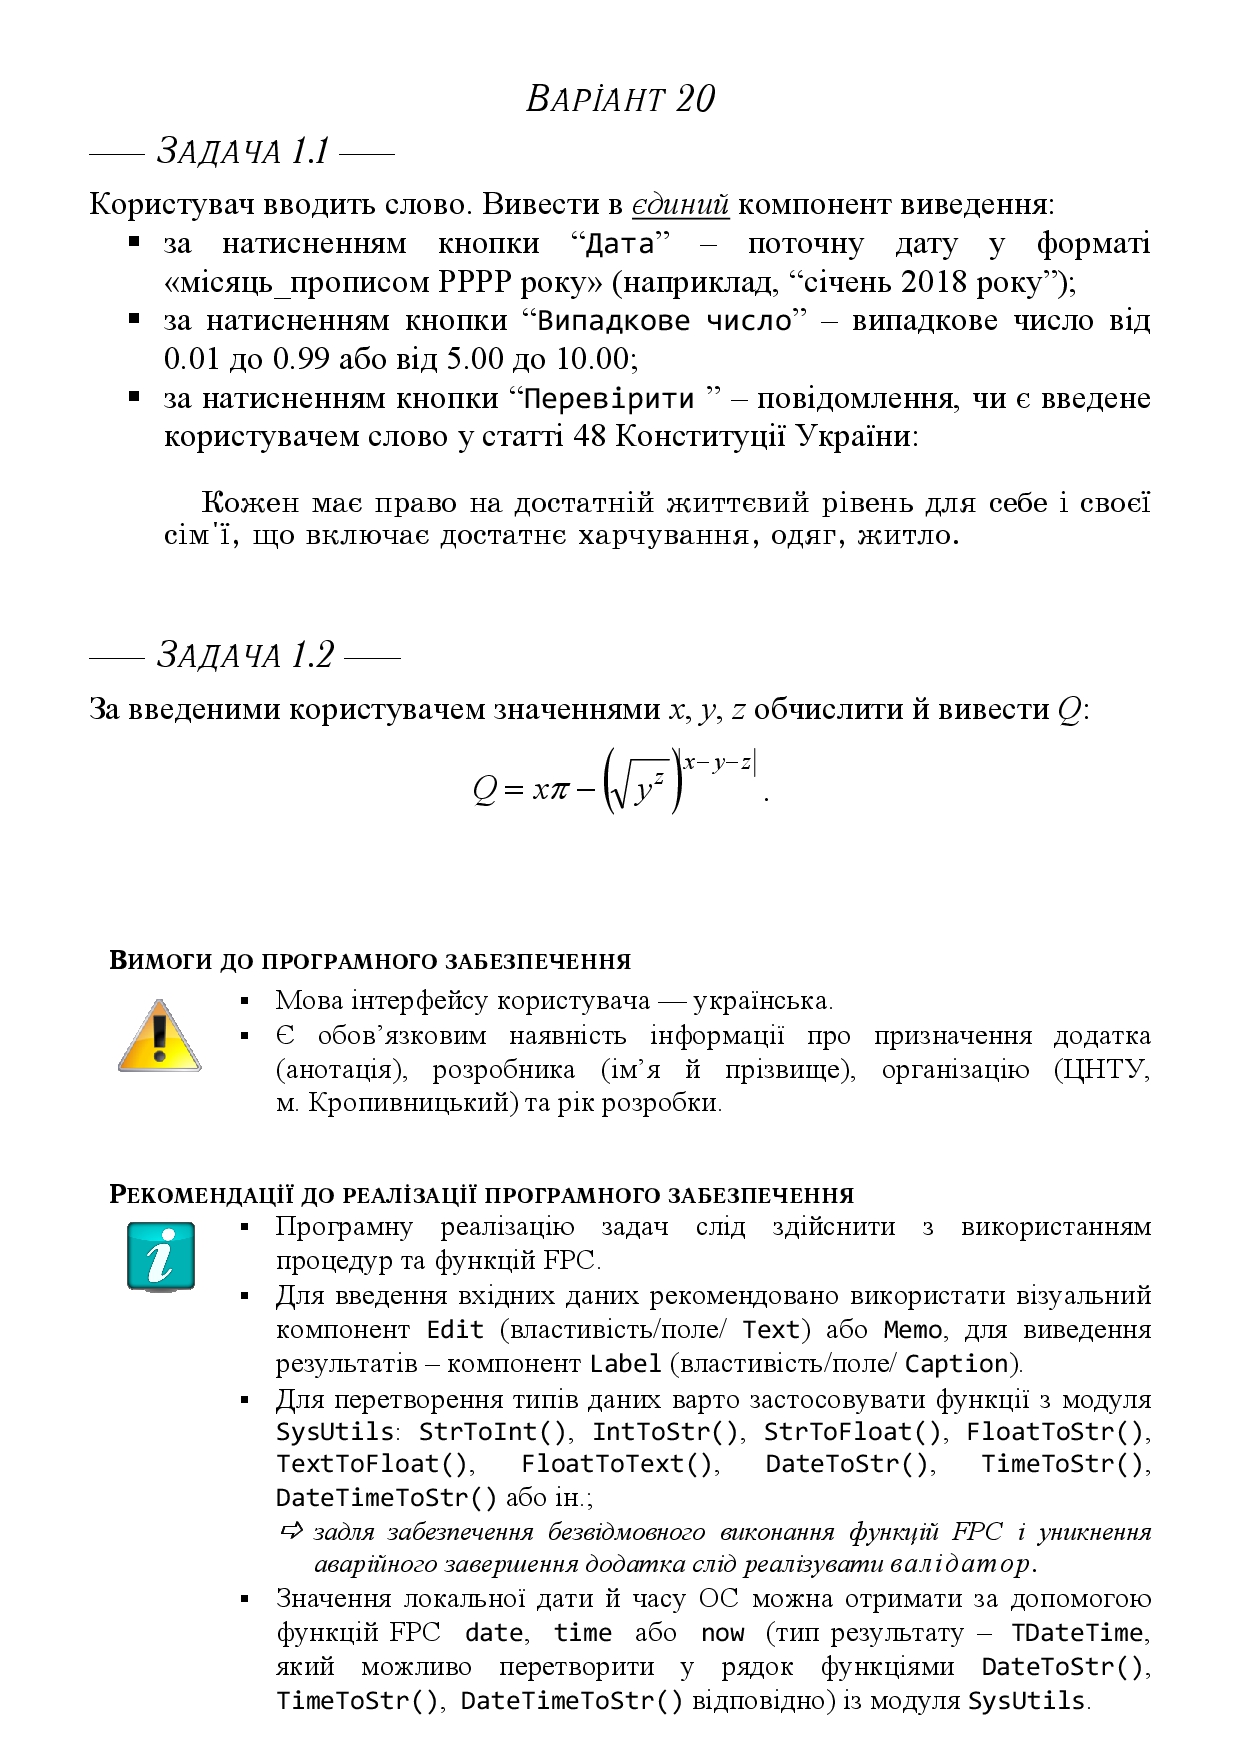 ВАРІАНТ 20
—— ЗАДАЧА 1.1 ——
Користувач вводить слово. Вивести в єдиний компонент виведення:
▪ за натисненням кнопки “Дата” – поточну дату у форматі
«місяць_прописом РРРР року» (наприклад, “січень 2018 року”);
▪ за натисненням кнопки “Випадкове число” – випадкове число від
0.01 до 0.99 або від 5.00 до 10.00;
▪ за натисненням кнопки “Перевірити ” – повідомлення, чи є введене
користувачем слово у статті 48 Конституції України:
Кожен має право на достатній життєвий рівень для себе і своєї
сім'ї, що включає достатнє харчування, одяг, житло.
—— ЗАДАЧА 1.2 ——
За введеними користувачем значеннями x, y, z обчислити й вивести Q:
Q = xπ − (√y^z)^|x−y−z| .
ВИМОГИ ДО ПРОГРАМНОГО ЗАБЕЗПЕЧЕННЯ
▪ Мова інтерфейсу користувача — українська.
▪ Є обов’язковим наявність інформації про призначення додатка
(анотація), розробника (ім’я й прізвище), організацію (ЦНТУ,
м. Кропивницький) та рік розробки.
РЕКОМЕНДАЦІЇ ДО РЕАЛІЗАЦІЇ ПРОГРАМНОГО ЗАБЕЗПЕЧЕННЯ
▪ Програмну реалізацію задач слід здійснити з використанням
процедур та функцій FPC.
▪ Для введення вхідних даних рекомендовано використати візуальний
компонент Edit (властивість/поле/ Text) або Memo, для виведення
результатів – компонент Label (властивість/поле/ Caption).
▪ Для перетворення типів даних варто застосовувати функції з модуля
SysUtils: StrToInt(), IntToStr(), StrToFloat(), FloatToStr(),
TextToFloat(), FloatToText(), DateToStr(), TimeToStr(),
DateTimeToStr() або ін.;
➪ задля забезпечення безвідмовного виконання функцій FPC і уникнення
аварійного завершення додатка слід реалізувати валідатор.
▪ Значення локальної дати й часу ОС можна отримати за допомогою
функцій FPC date, time або now (тип результату – TDateTime,
який можливо перетворити у рядок функціями DateToStr(),
TimeToStr(), DateTimeToStr() відповідно) із модуля SysUtils.